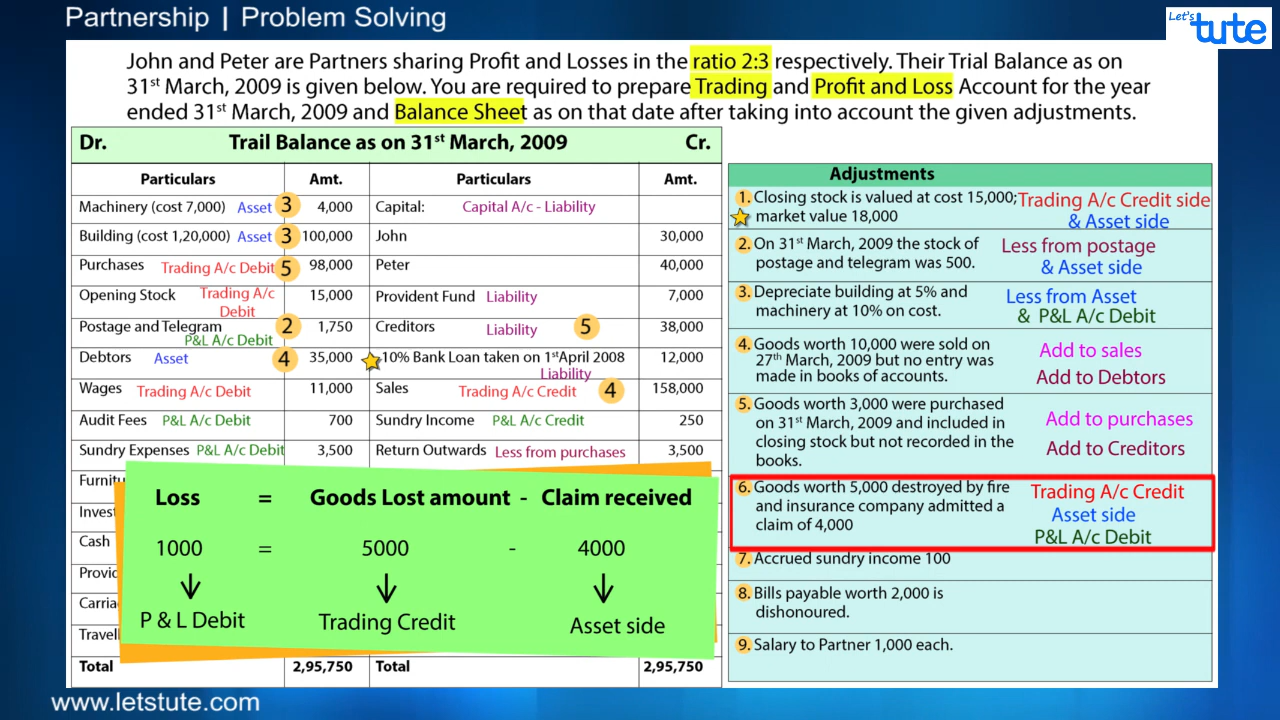 Partnership | Problem Solving
Let's
tute
John and Peter are Partners sharing Profit and Losses in the ratio 2:3 respectively. Their Trial Balance as on
31st March, 2009 is given below. You are required to prepare Trading and Profit and Loss Account for the year
ended 31st March, 2009 and Balance Sheet as on that date after taking into account the given adjustments.
Dr. Trail Balance as on 31st March, 2009 Cr.
Particulars Amt. Particulars Amt.
Machinery (cost 7,000) Asset 3 4,000 Capital: Capital A/c - Liability
Building (cost 1,20,000) Asset 3 100,000 John 30,000
Purchases Trading A/c Debit 5 98,000 Peter 40,000
Opening Stock Trading A/c Debit 15,000 Provident Fund Liability 7,000
Postage and Telegram P&L A/c Debit 2 1,750 Creditors Liability 5 38,000
Debtors Asset 4 35,000 10% Bank Loan taken on 1st April 2008 Liability 12,000
Wages Trading A/c Debit 11,000 Sales Trading A/c Credit 4 158,000
Audit Fees P&L A/c Debit 700 Sundry Income P&L A/c Credit 250
Sundry Expenses P&L A/c Debit 3,500 Return Outwards Less from purchases 3,500
Furnitu
Invest
Cash
Provid
Carria
Travell
Total 2,95,750 Total 2,95,750
Loss = Goods Lost amount - Claim received
1000 = 5000 - 4000
P & L Debit Trading Credit Asset side
Adjustments
1. Closing stock is valued at cost 15,000; Trading A/c Credit side
market value 18,000 & Asset side
2. On 31st March, 2009 the stock of Less from postage
postage and telegram was 500. & Asset side
3. Depreciate building at 5% and Less from Asset
machinery at 10% on cost. & P&L A/c Debit
4. Goods worth 10,000 were sold on Add to sales
27th March, 2009 but no entry was
made in books of accounts. Add to Debtors
5. Goods worth 3,000 were purchased
on 31st March, 2009 and included in Add to purchases
closing stock but not recorded in the Add to Creditors
books.
6. Goods worth 5,000 destroyed by fire Trading A/c Credit
and insurance company admitted a Asset side
claim of 4,000 P&L A/c Debit
7. Accrued sundry income 100
8. Bills payable worth 2,000 is
dishonoured.
9. Salary to Partner 1,000 each.
www.letstute.com